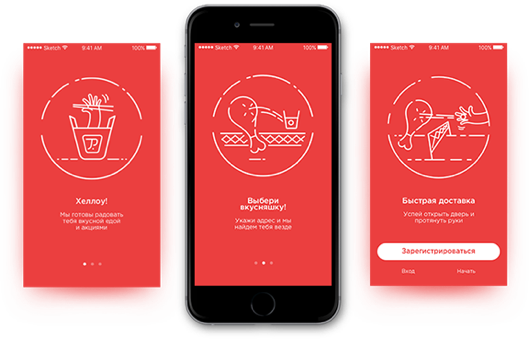 Sketch 9:41 AM 100%
Хеллоу!
Мы готовы радовать
тебя вкусной едой
и акциями
Sketch 9:41 AM 100%
Выбери
вкусняшку!
Укажи адрес и мы
найдем тебя везде
Sketch 9:41 AM 100%
Быстрая доставка
Успей открыть дверь и
протянуть руки
Зарегистрироваться
Вход Начать